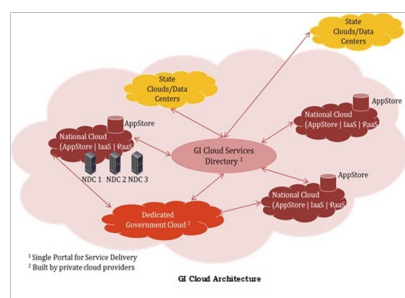 State
Clouds/Data
Centers
State
Clouds/Data
Centers
AppStore
National Cloud
(AppStore | IaaS | PaaS
NDC 1 NDC 2 NDC 3
GI Cloud Services
Directory 1
AppStore
National Cloud
(AppStore | IaaS | PaaS
AppStore
National Cloud
(AppStore | IaaS | PaaS
Dedicated
Government Cloud 2
1 Single Portal for Service Delivery
2 Built by private cloud providers
GI Cloud Architecture